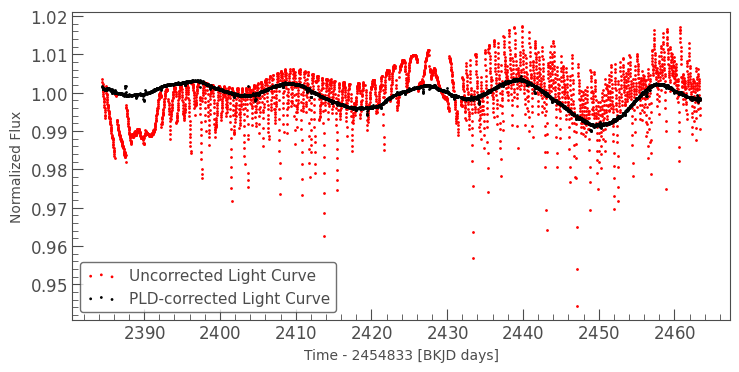 1.02
1.01
1.00
0.99
0.98
0.97
0.96
0.95
Normalized Flux
Uncorrected Light Curve
PLD-corrected Light Curve
2390 2400 2410 2420 2430 2440 2450 2460
Time - 2454833 [BKJD days]